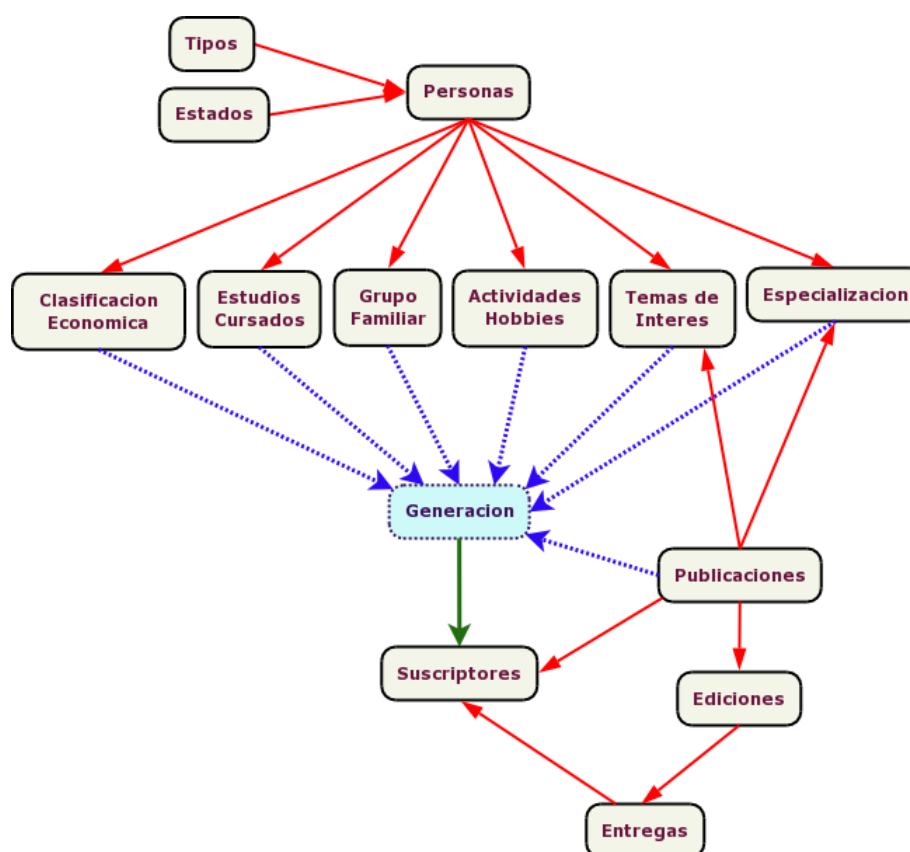 Tipos
Personas
Estados
Clasificacion
Economica
Estudios
Cursados
Grupo
Familiar
Actividades
Hobbies
Temas de
Interes
Especializacion
Generacion
Publicaciones
Suscriptores
Ediciones
Entregas